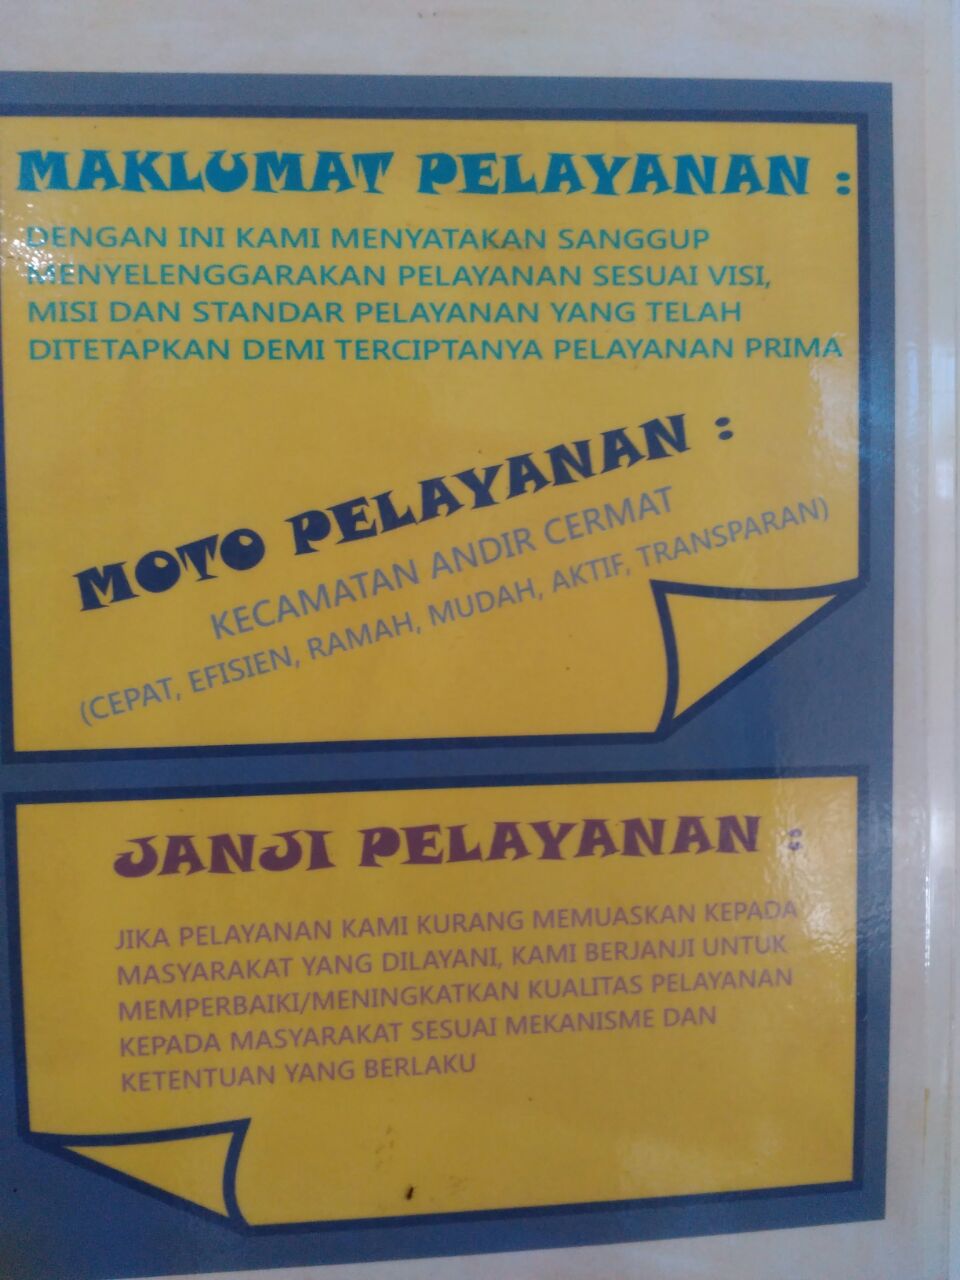 MAKLUMAT PELAYANAN :
DENGAN INI KAMI MENYATAKAN SANGGUP
MENYELENGGARAKAN PELAYANAN SESUAI VISI,
MISI DAN STANDAR PELAYANAN YANG TELAH
DITETAPKAN DEMI TERCIPTANYA PELAYANAN PRIMA
MOTO PELAYANAN :
KECAMATAN ANDIR CERMAT
(CEPAT, EFISIEN, RAMAH, MUDAH, AKTIF, TRANSPARAN)
JANJI PELAYANAN :
JIKA PELAYANAN KAMI KURANG MEMUASKAN KEPADA
MASYARAKAT YANG DILAYANI, KAMI BERJANJI UNTUK
MEMPERBAIKI/MENINGKATKAN KUALITAS PELAYANAN
KEPADA MASYARAKAT SESUAI MEKANISME DAN
KETENTUAN YANG BERLAKU